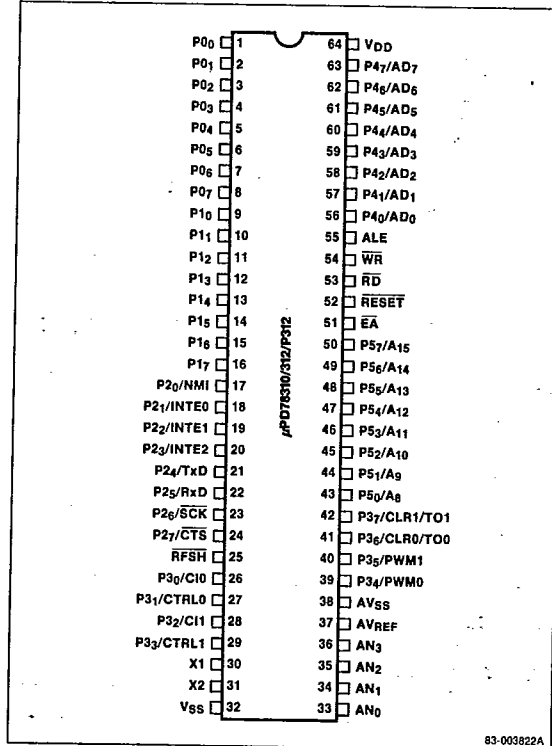 P0₀ 1 64 VDD
P0₁ 2 63 P4₇/AD₇
P0₂ 3 62 P4₆/AD₆
P0₃ 4 61 P4₅/AD₅
P0₄ 5 60 P4₄/AD₄
P0₅ 6 59 P4₃/AD₃
P0₆ 7 58 P4₂/AD₂
P0₇ 8 57 P4₁/AD₁
P1₀ 9 56 P4₀/AD₀
P1₁ 10 55 ALE
P1₂ 11 54 W̅R̅
P1₃ 12 53 R̅D̅
P1₄ 13 52 R̅E̅S̅E̅T̅
P1₅ 14 51 E̅A̅
P1₆ 15 50 P5₇/A₁₅
P1₇ 16 49 P5₆/A₁₄
P2₀/NMI 17 48 P5₅/A₁₃
P2₁/INTE0 18 47 P5₄/A₁₂
P2₂/INTE1 19 46 P5₃/A₁₁
P2₃/INTE2 20 45 P5₂/A₁₀
P2₄/TxD 21 44 P5₁/A₉
P2₅/RxD 22 43 P5₀/A₈
P2₆/S̅C̅K̅ 23 42 P3₇/CLR1/TO1
P2₇/C̅T̅S̅ 24 41 P3₆/CLR0/TO0
R̅F̅S̅H̅ 25 40 P3₅/PWM1
P3₀/CI0 26 39 P3₄/PWM0
P3₁/CTRL0 27 38 AVSS
P3₂/CI1 28 37 AVREF
P3₃/CTRL1 29 36 AN₃
X1 30 35 AN₂
X2 31 34 AN₁
VSS 32 33 AN₀
μPD78310/312/P312
83-003822A